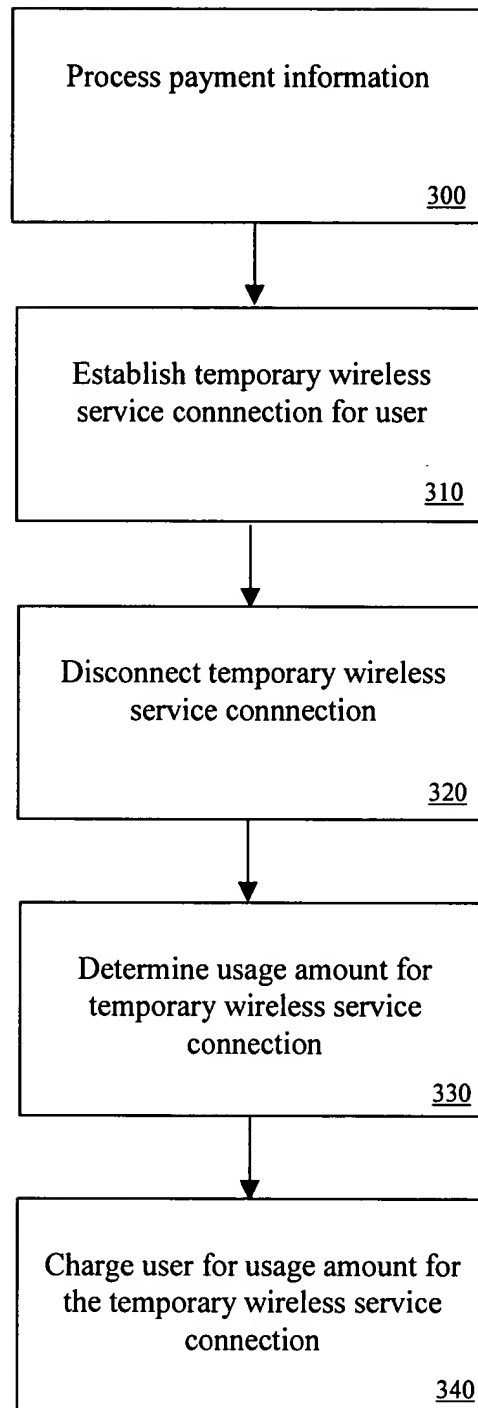 Process payment information
300
Establish temporary wireless
service connnection for user
310
Disconnect temporary wireless
service connnection
320
Determine usage amount for
temporary wireless service
connection
330
Charge user for usage amount for
the temporary wireless service
connection
340